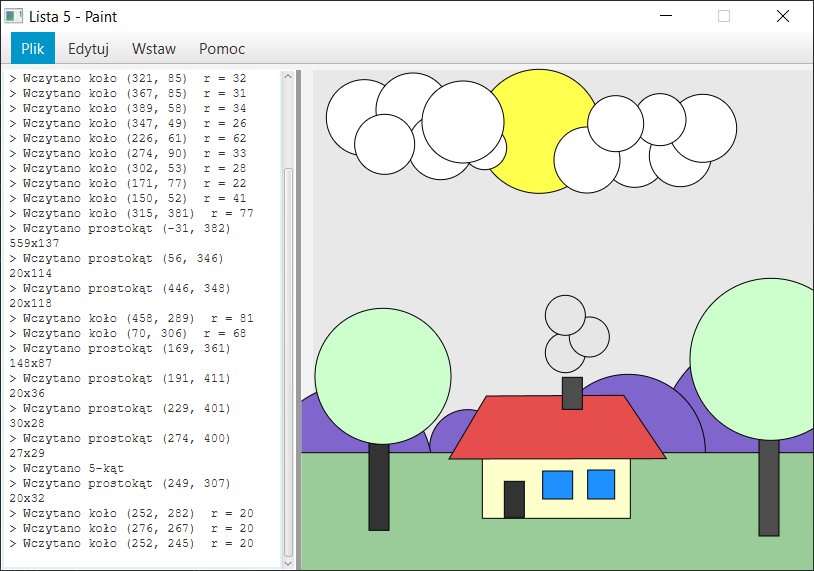 Lista 5 - Paint
Plik Edytuj Wstaw Pomoc
> Wczytano koło (321, 85)  r = 32
> Wczytano koło (367, 85)  r = 31
> Wczytano koło (389, 58)  r = 34
> Wczytano koło (347, 49)  r = 26
> Wczytano koło (226, 61)  r = 62
> Wczytano koło (274, 90)  r = 33
> Wczytano koło (302, 53)  r = 28
> Wczytano koło (171, 77)  r = 22
> Wczytano koło (150, 52)  r = 41
> Wczytano koło (315, 381)  r = 77
> Wczytano prostokąt (-31, 382)
559x137
> Wczytano prostokąt (56, 346)
20x114
> Wczytano prostokąt (446, 348)
20x118
> Wczytano koło (458, 289)  r = 81
> Wczytano koło (70, 306)  r = 68
> Wczytano prostokąt (169, 361)
148x87
> Wczytano prostokąt (191, 411)
20x36
> Wczytano prostokąt (229, 401)
30x28
> Wczytano prostokąt (274, 400)
27x29
> Wczytano 5-kąt
> Wczytano prostokąt (249, 307)
20x32
> Wczytano koło (252, 282)  r = 20
> Wczytano koło (276, 267)  r = 20
> Wczytano koło (252, 245)  r = 20